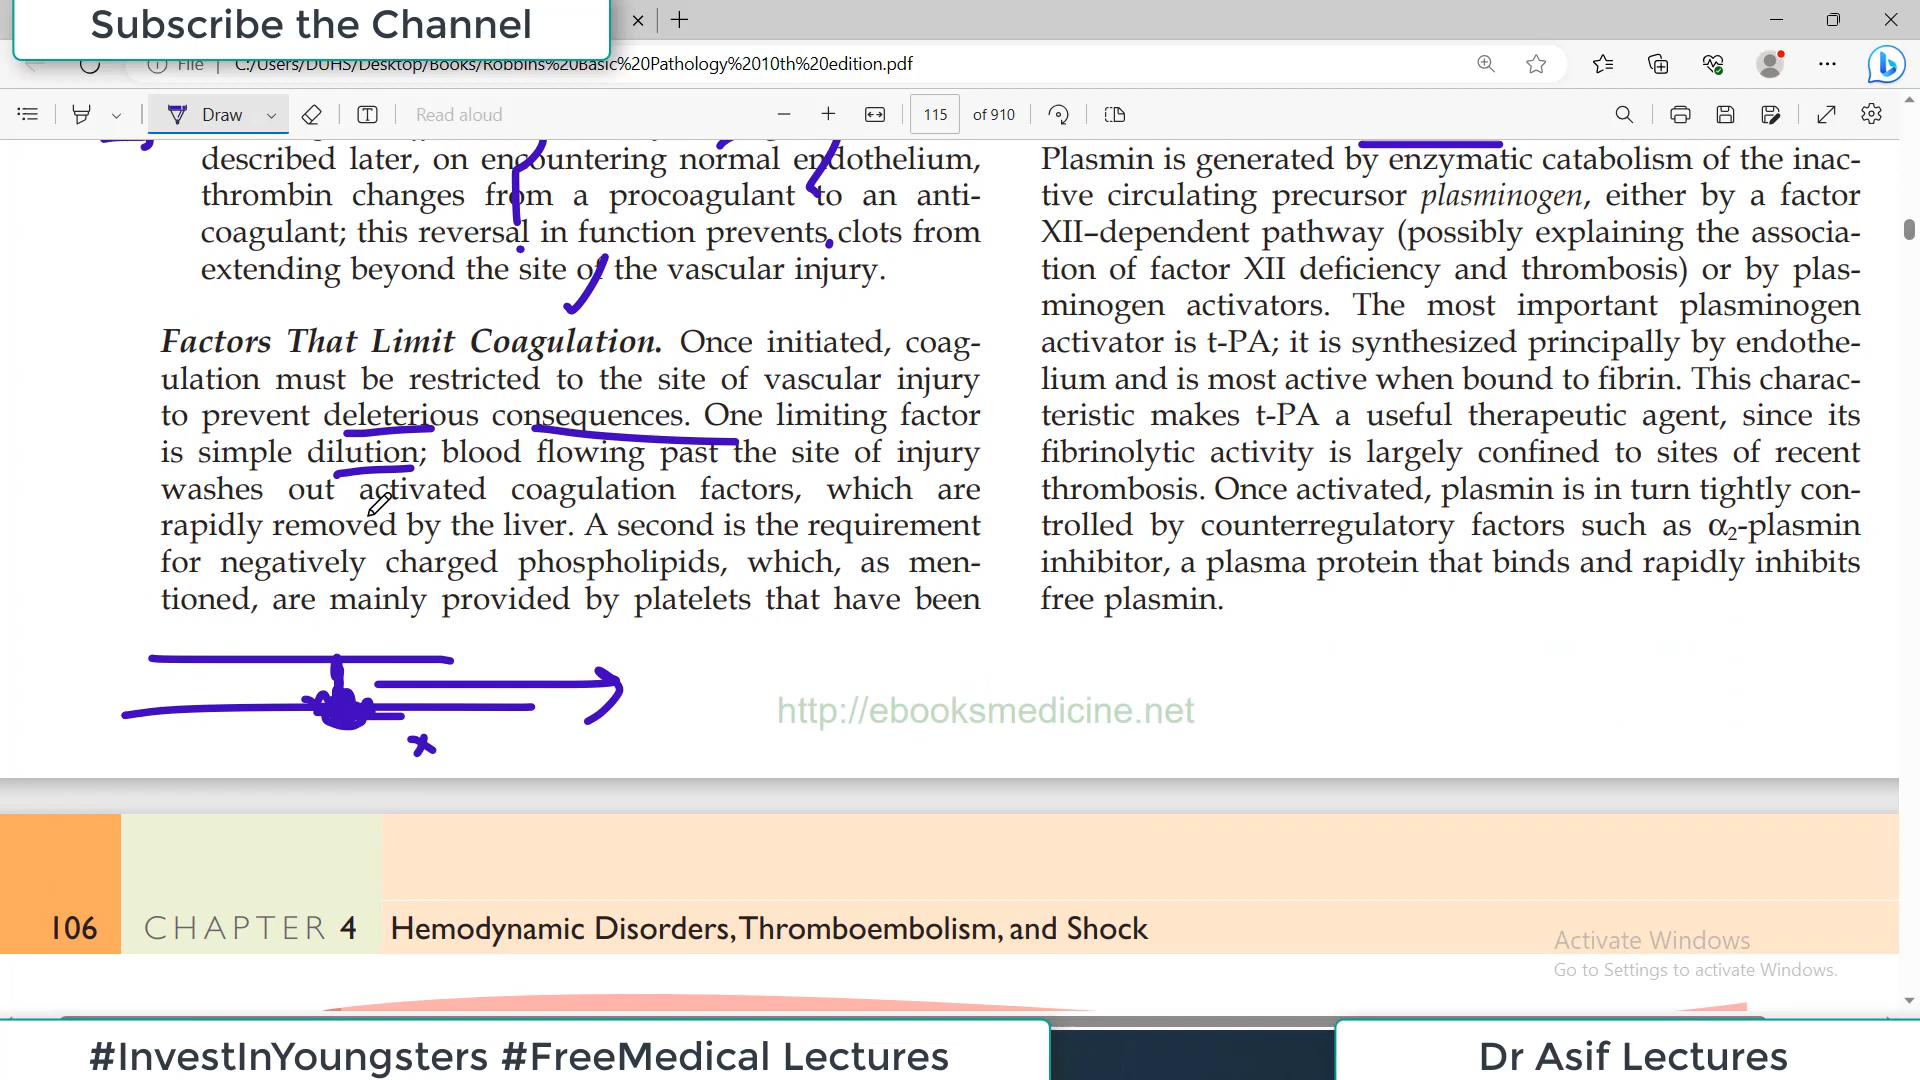 Subscribe the Channel
File | C:/Users/DUHS/Desktop/Books/Robbins%20Basic%20Pathology%2010th%20edition.pdf
Draw
Read aloud
115 of 910
described later, on encountering normal endothelium,
thrombin changes from a procoagulant to an anti-
coagulant; this reversal in function prevents clots from
extending beyond the site of the vascular injury.
Factors That Limit Coagulation. Once initiated, coag-
ulation must be restricted to the site of vascular injury
to prevent deleterious consequences. One limiting factor
is simple dilution; blood flowing past the site of injury
washes out activated coagulation factors, which are
rapidly removed by the liver. A second is the requirement
for negatively charged phospholipids, which, as men-
tioned, are mainly provided by platelets that have been
Plasmin is generated by enzymatic catabolism of the inac-
tive circulating precursor plasminogen, either by a factor
XII–dependent pathway (possibly explaining the associa-
tion of factor XII deficiency and thrombosis) or by plas-
minogen activators. The most important plasminogen
activator is t-PA; it is synthesized principally by endothe-
lium and is most active when bound to fibrin. This charac-
teristic makes t-PA a useful therapeutic agent, since its
fibrinolytic activity is largely confined to sites of recent
thrombosis. Once activated, plasmin is in turn tightly con-
trolled by counterregulatory factors such as α2-plasmin
inhibitor, a plasma protein that binds and rapidly inhibits
free plasmin.
http://ebooksmedicine.net
106 CHAPTER 4 Hemodynamic Disorders, Thromboembolism, and Shock
Activate Windows
Go to Settings to activate Windows.
#InvestInYoungsters #FreeMedical Lectures
Dr Asif Lectures